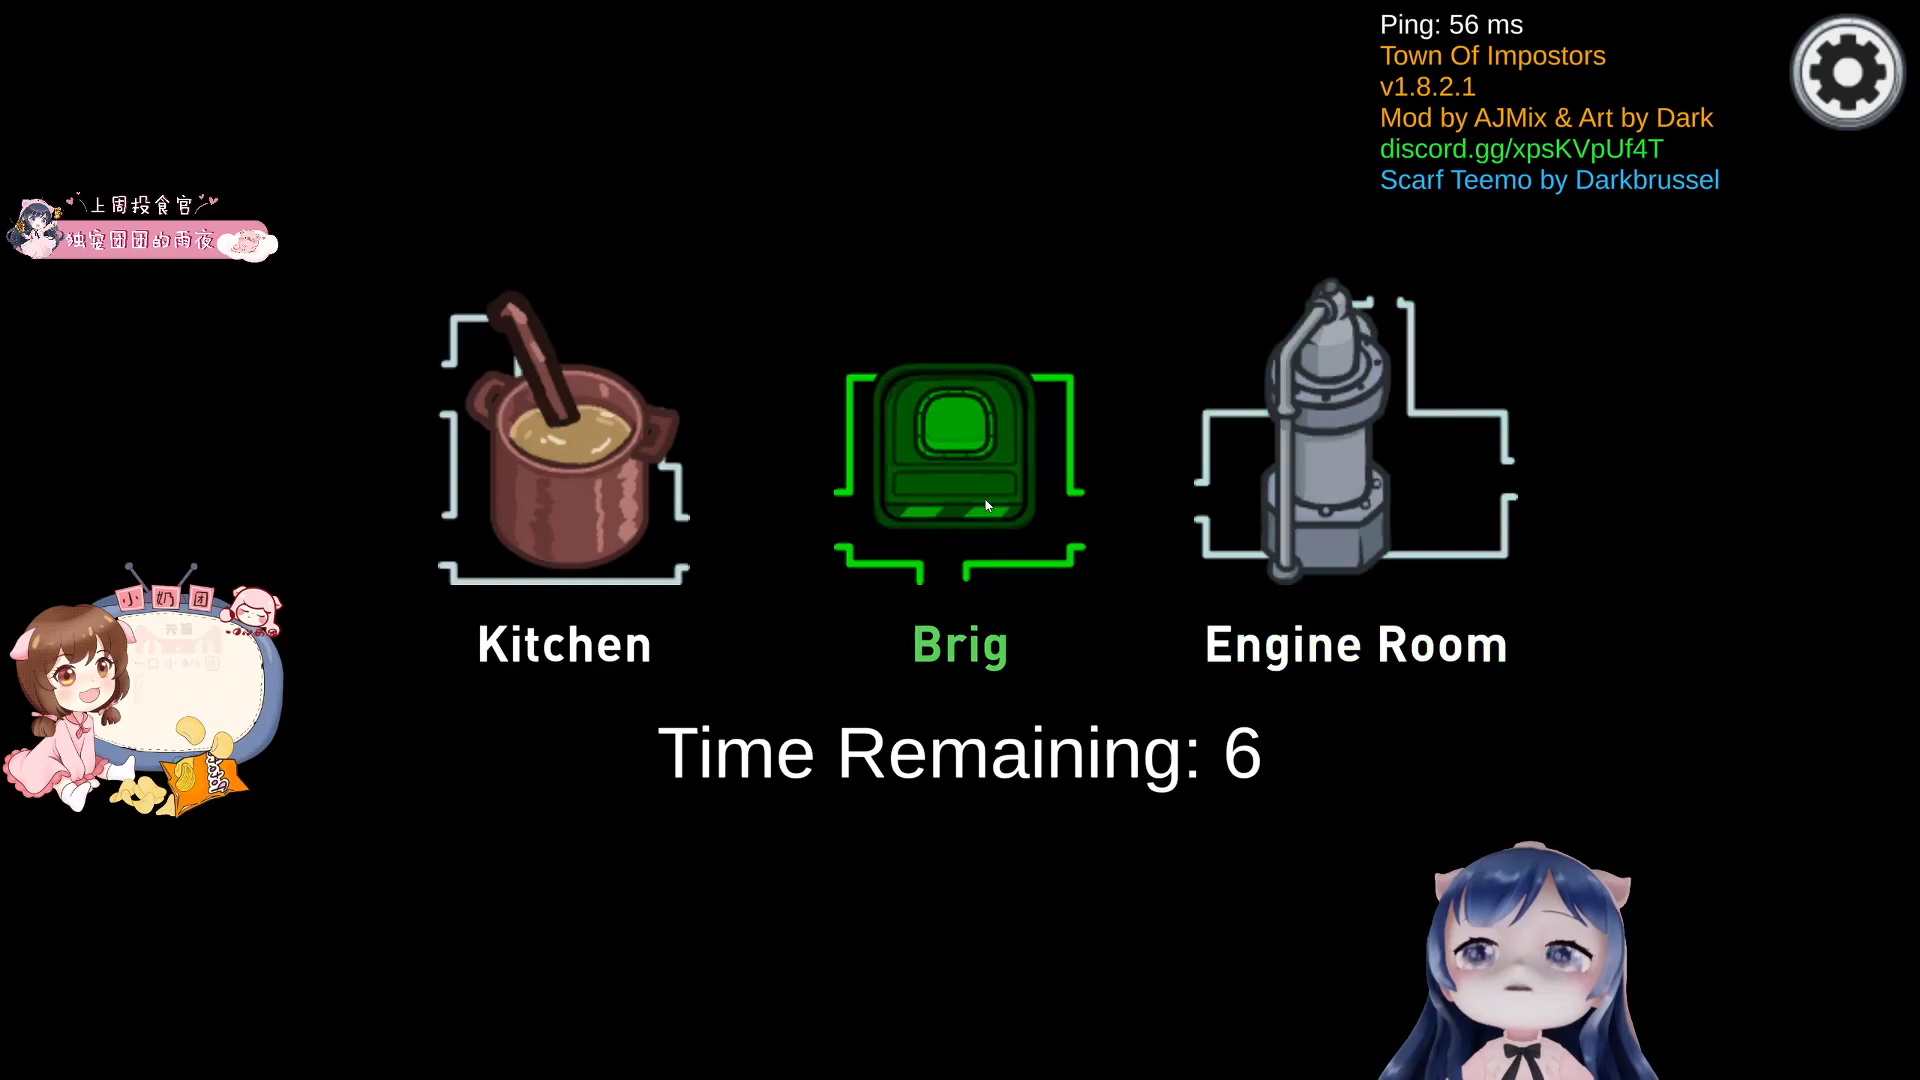 Ping: 56 ms
Town Of Impostors
v1.8.2.1
Mod by AJMix & Art by Dark
discord.gg/xpsKVpUf4T
Scarf Teemo by Darkbrussel
上周投食官
独宠团团的雨夜
小奶团
Kitchen
Brig
Engine Room
Time Remaining: 6